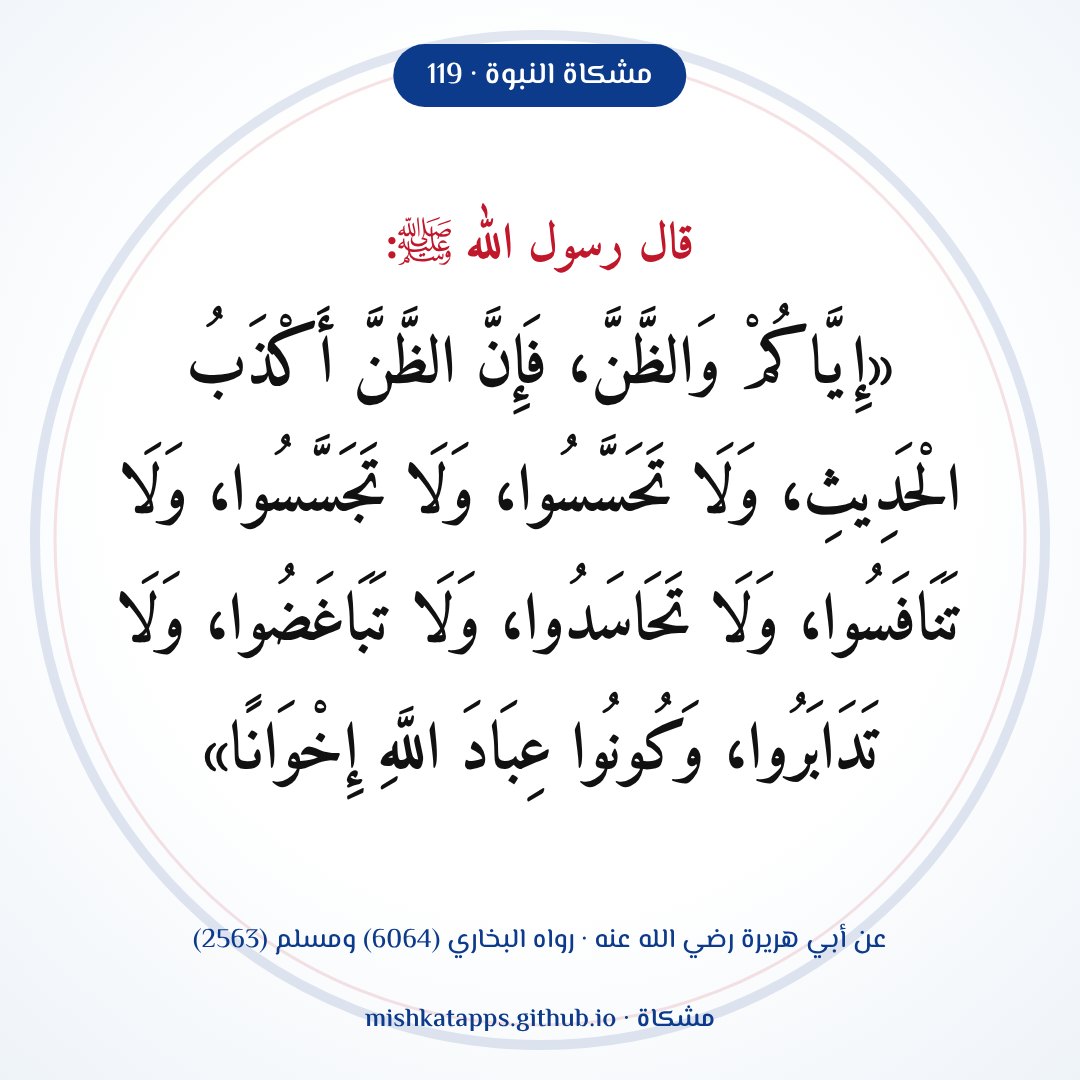 مشكاة النبوة · 119
قال رسول الله ﷺ:
«إِيَّاكُمْ وَالظَّنَّ، فَإِنَّ الظَّنَّ أَكْذَبُ
الْحَدِيثِ، وَلَا تَحَسَّسُوا، وَلَا تَجَسَّسُوا، وَلَا
تَنَافَسُوا، وَلَا تَحَاسَدُوا، وَلَا تَبَاغَضُوا، وَلَا
تَدَابَرُوا، وَكُونُوا عِبَادَ اللَّهِ إِخْوَانًا»
عن أبي هريرة رضي الله عنه · رواه البخاري (6064) ومسلم (2563)
مشكاة · mishkatapps.github.io